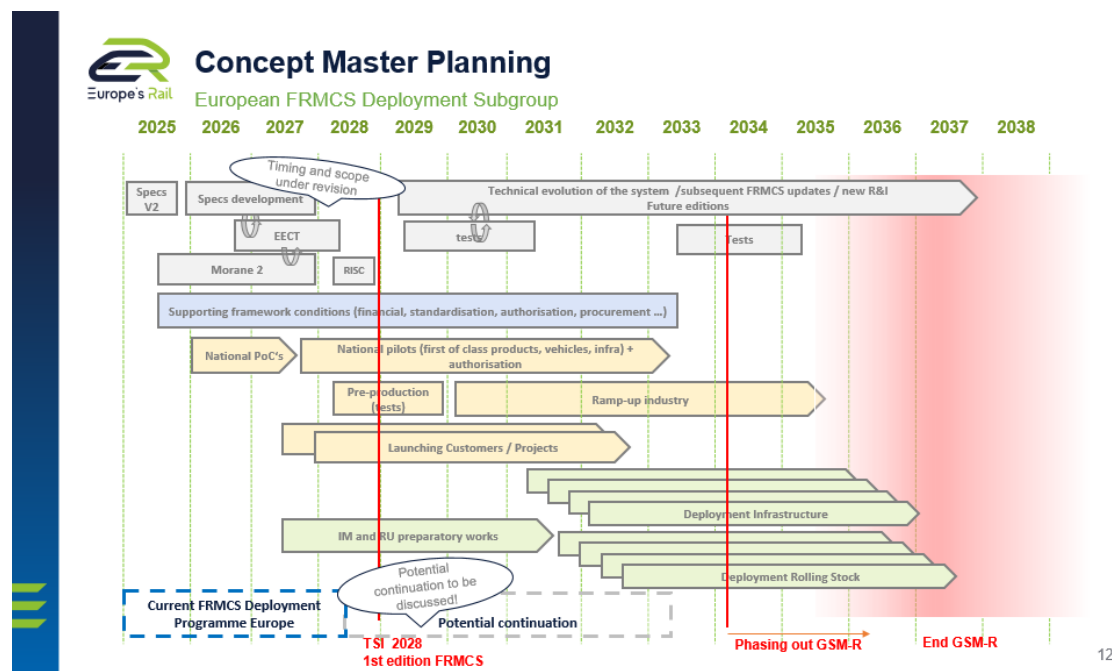 Europe's Rail
Concept Master Planning
European FRMCS Deployment Subgroup
2025 2026 2027 2028 2029 2030 2031 2032 2033 2034 2035 2036 2037 2038
Timing and scope
under revision
Specs
V2
Specs development
Technical evolution of the system /subsequent FRMCS updates / new R&I
Future editions
EECT
tests
Tests
Morane 2
RISC
Supporting framework conditions (financial, standardisation, authorisation, procurement ...)
National PoC's
National pilots (first of class products, vehicles, infra) +
authorisation
Pre-production
(tests)
Ramp-up industry
Launching Customers / Projects
Deployment Infrastructure
IM and RU preparatory works
Deployment Rolling Stock
Potential
continuation to be
discussed!
Current FRMCS Deployment
Programme Europe
Potential continuation
TSI 2028
1st edition FRMCS
Phasing out GSM-R
End GSM-R
12